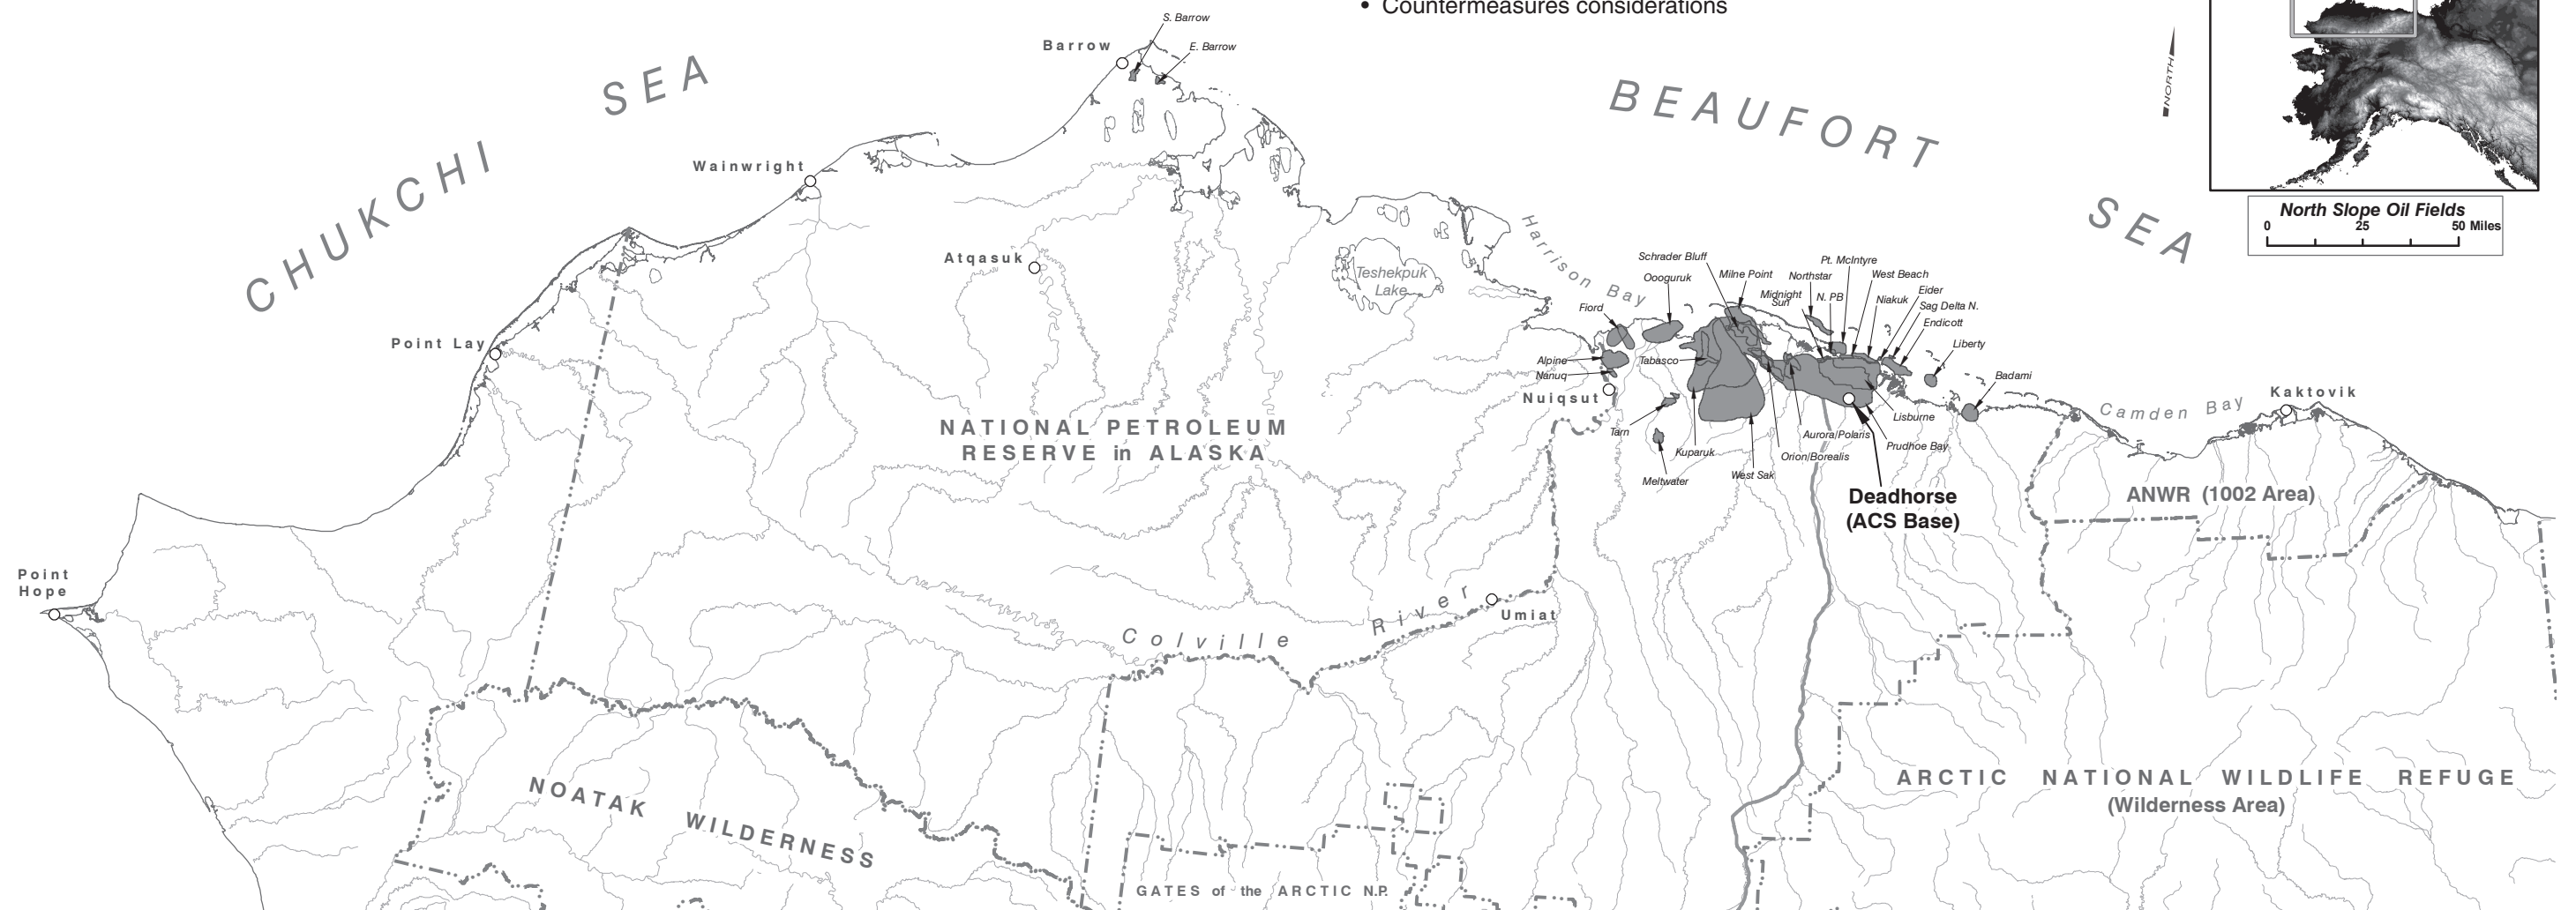 • Countermeasures considerations
S. Barrow
Barrow
E. Barrow
CHUKCHI SEA
BEAUFORT SEA
NORTH
North Slope Oil Fields
0 25 50 Miles
Wainwright
Atqasuk
Teshekpuk
Lake
Harrison Bay
Point Lay
Schrader Bluff
Oooguruk
Milne Point
Midnight
Sun
Northstar
Pt. McIntyre
N. PB
West Beach
Niakuk
Eider
Sag Delta N.
Endicott
Liberty
Badami
Fiord
Alpine
Nanuq
Tabasco
Nuiqsut
Tarn
Meltwater
Kuparuk
West Sak
Orion/Borealis
Aurora/Polaris
Prudhoe Bay
Lisburne
Deadhorse
(ACS Base)
Camden Bay
Kaktovik
NATIONAL PETROLEUM
RESERVE in ALASKA
ANWR (1002 Area)
Point
Hope
Colville River
Umiat
NOATAK WILDERNESS
ARCTIC NATIONAL WILDLIFE REFUGE
(Wilderness Area)
GATES of the ARCTIC N.P.